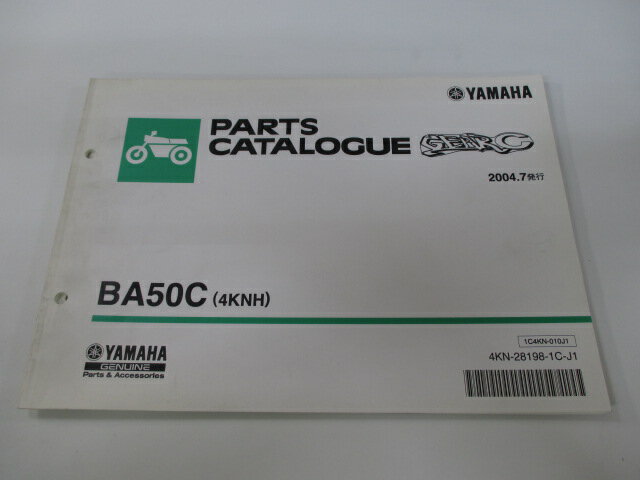 YAMAHA
PARTS
CATALOGUE
GEAR C
2004.7発行
BA50C (4KNH)
1C4KN-010J1
4KN-28198-1C-J1
YAMAHA
GENUINE
Parts & Accessories